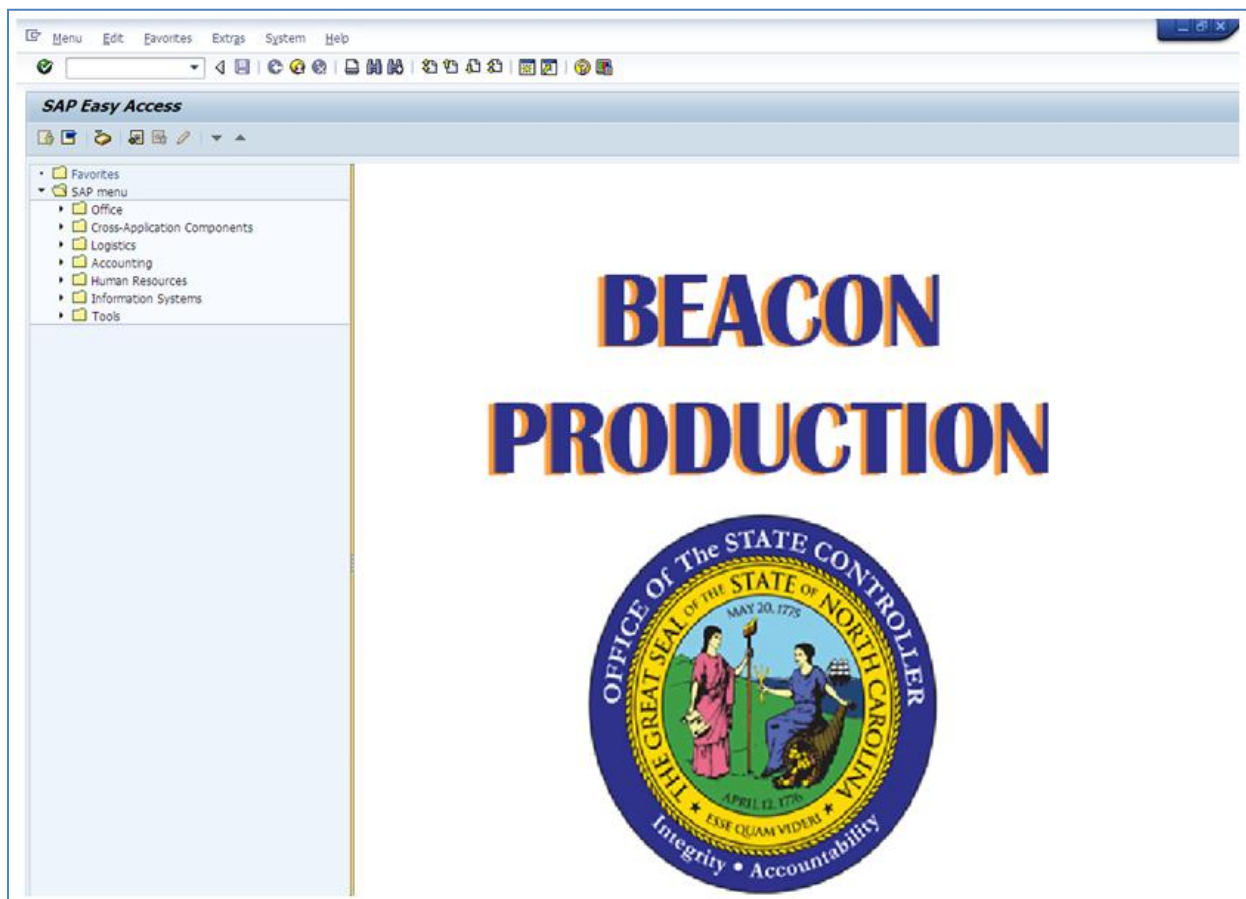 Menu Edit Favorites Extras System Help
SAP Easy Access
Favorites
SAP menu
Office
Cross-Application Components
Logistics
Accounting
Human Resources
Information Systems
Tools
BEACON
PRODUCTION
OFFICE Of The STATE CONTROLLER
THE GREAT SEAL OF THE STATE OF NORTH CAROLINA
MAY 20, 1775
APRIL 12, 1776
ESSE QUAM VIDERI
Integrity • Accountability